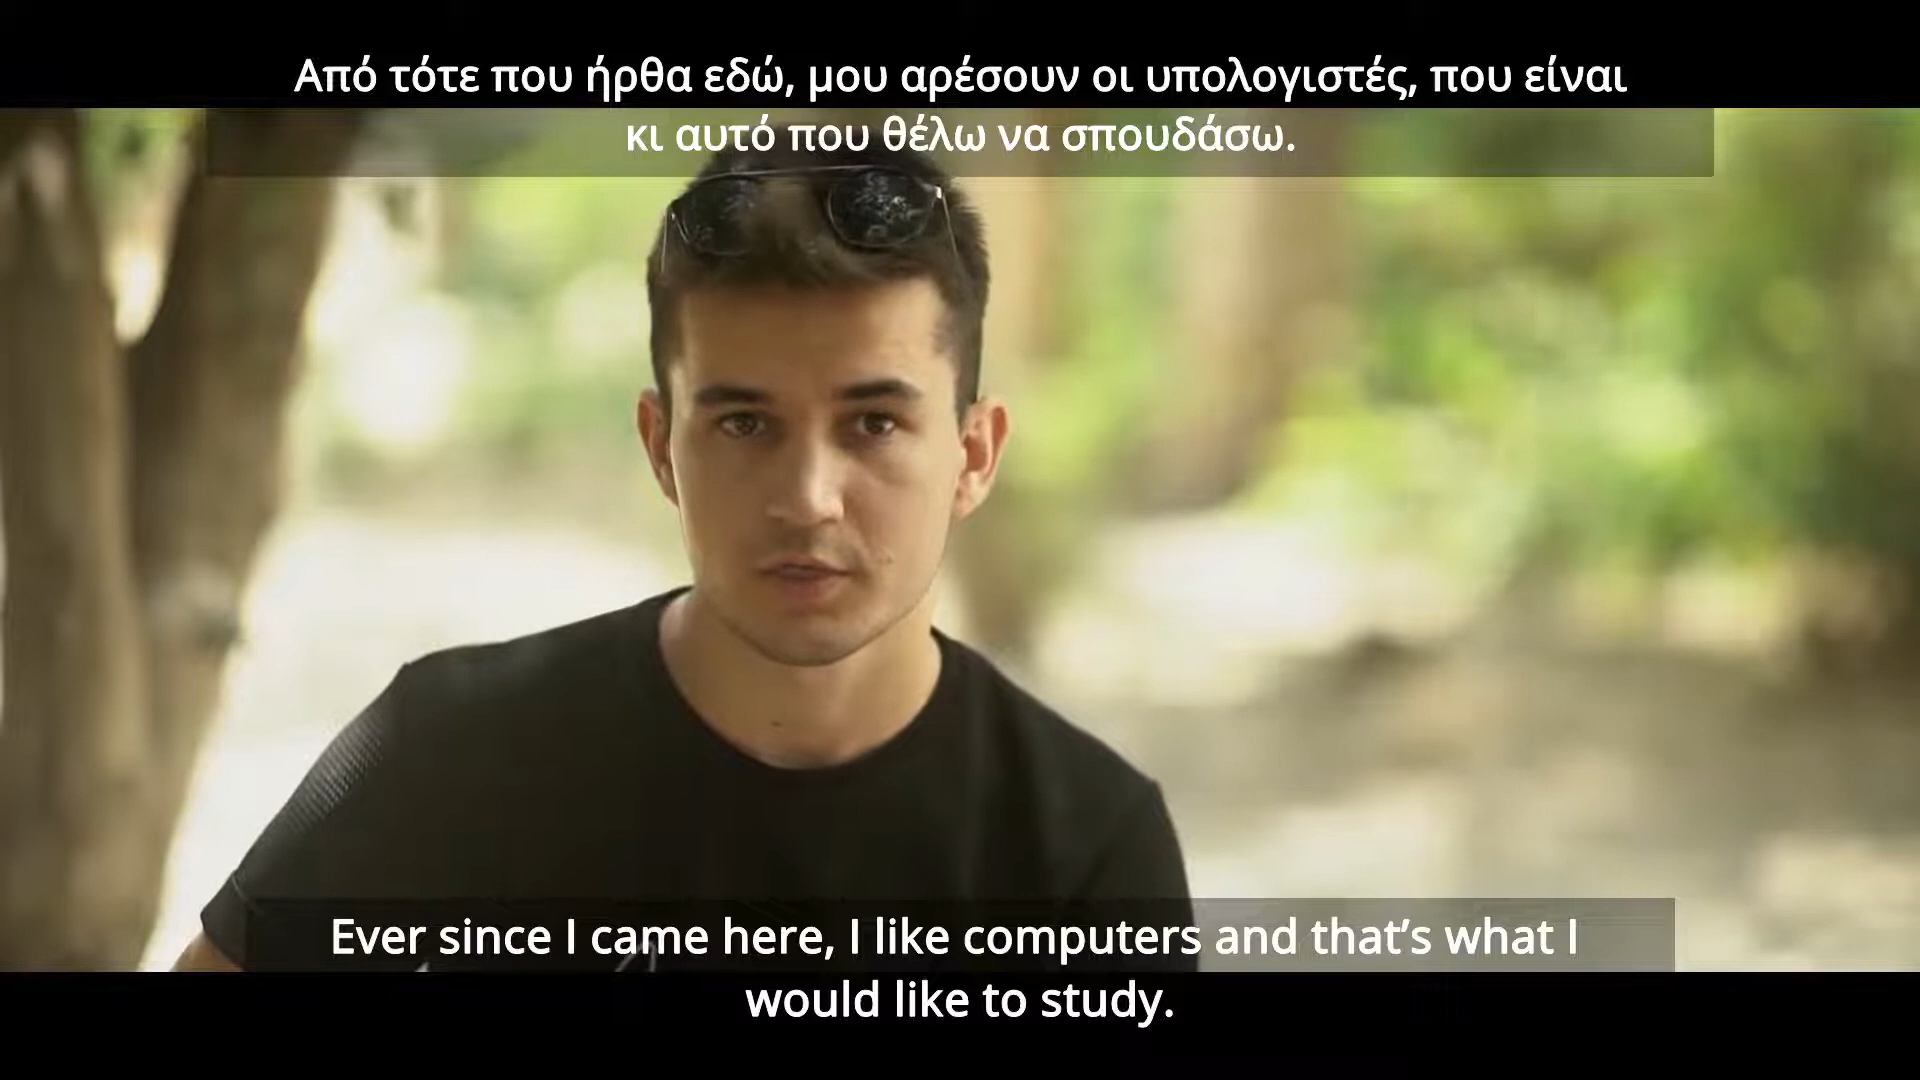 Από τότε που ήρθα εδώ, μου αρέσουν οι υπολογιστές, που είναι
κι αυτό που θέλω να σπουδάσω.
Ever since I came here, I like computers and that’s what I
would like to study.